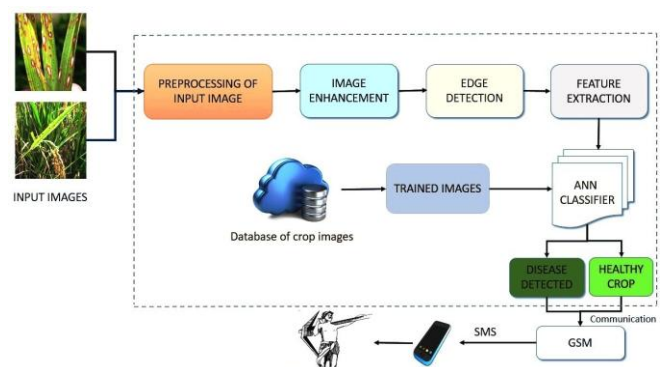 PREPROCESSING OF
INPUT IMAGE
IMAGE
ENHANCEMENT
EDGE
DETECTION
FEATURE
EXTRACTION
INPUT IMAGES
TRAINED IMAGES
ANN
CLASSIFIER
Database of crop images
DISEASE
DETECTED
HEALTHY
CROP
Communication
SMS
GSM